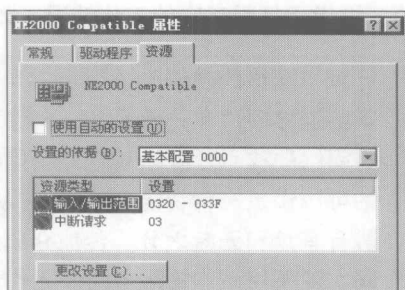 NE2000 Compatible 属性
常规 驱动程序 资源
NE2000 Compatible
使用自动的设置(U)
设置的依据(B): 基本配置 0000
资源类型 设置
输入/输出范围 0320 - 033F
中断请求 03
更改设置(C)...